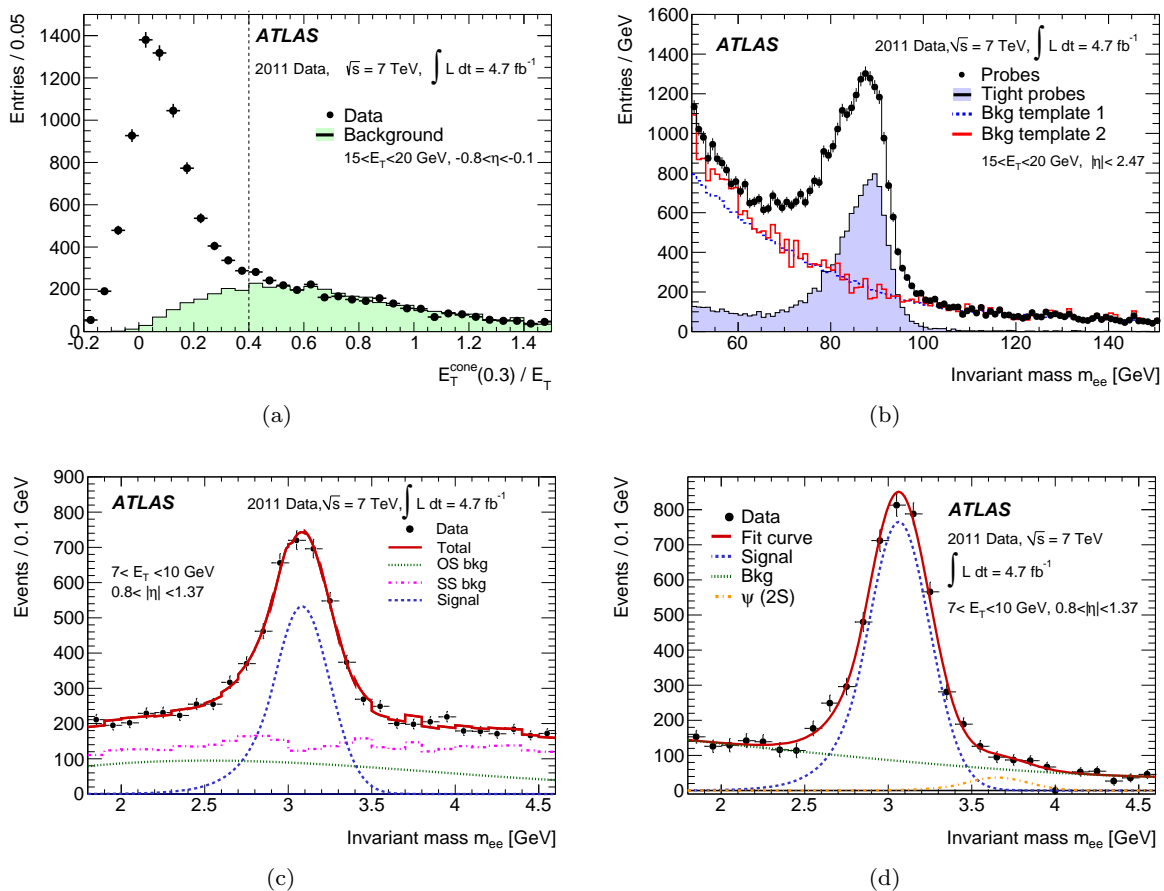 ATLAS
2011 Data, √s = 7 TeV, ∫ L dt = 4.7 fb⁻¹
Data
Background
15<E_T<20 GeV, -0.8<η<-0.1
Entries / 0.05
0
200
400
600
800
1000
1200
1400
-0.2
0
0.2
0.4
0.6
0.8
1
1.2
1.4
E_T^cone(0.3) / E_T
(a)
ATLAS
2011 Data,√s = 7 TeV, ∫ L dt = 4.7 fb⁻¹
Probes
Tight probes
Bkg template 1
Bkg template 2
15<E_T<20 GeV, |η|< 2.47
Entries / GeV
0
200
400
600
800
1000
1200
1400
1600
60
80
100
120
140
Invariant mass m_ee [GeV]
(b)
ATLAS
2011 Data,√s = 7 TeV,∫ L dt = 4.7 fb⁻¹
Data
Total
OS bkg
SS bkg
Signal
7< E_T <10 GeV
0.8< |η| <1.37
Events / 0.1 GeV
0
100
200
300
400
500
600
700
800
900
2
2.5
3
3.5
4
4.5
Invariant mass m_ee [GeV]
(c)
ATLAS
2011 Data, √s = 7 TeV
∫ L dt = 4.7 fb⁻¹
7< E_T<10 GeV, 0.8<|η|<1.37
Data
Fit curve
Signal
Bkg
ψ (2S)
Events / 0.1 GeV
0
100
200
300
400
500
600
700
800
2
2.5
3
3.5
4
4.5
Invariant mass m_ee [GeV]
(d)